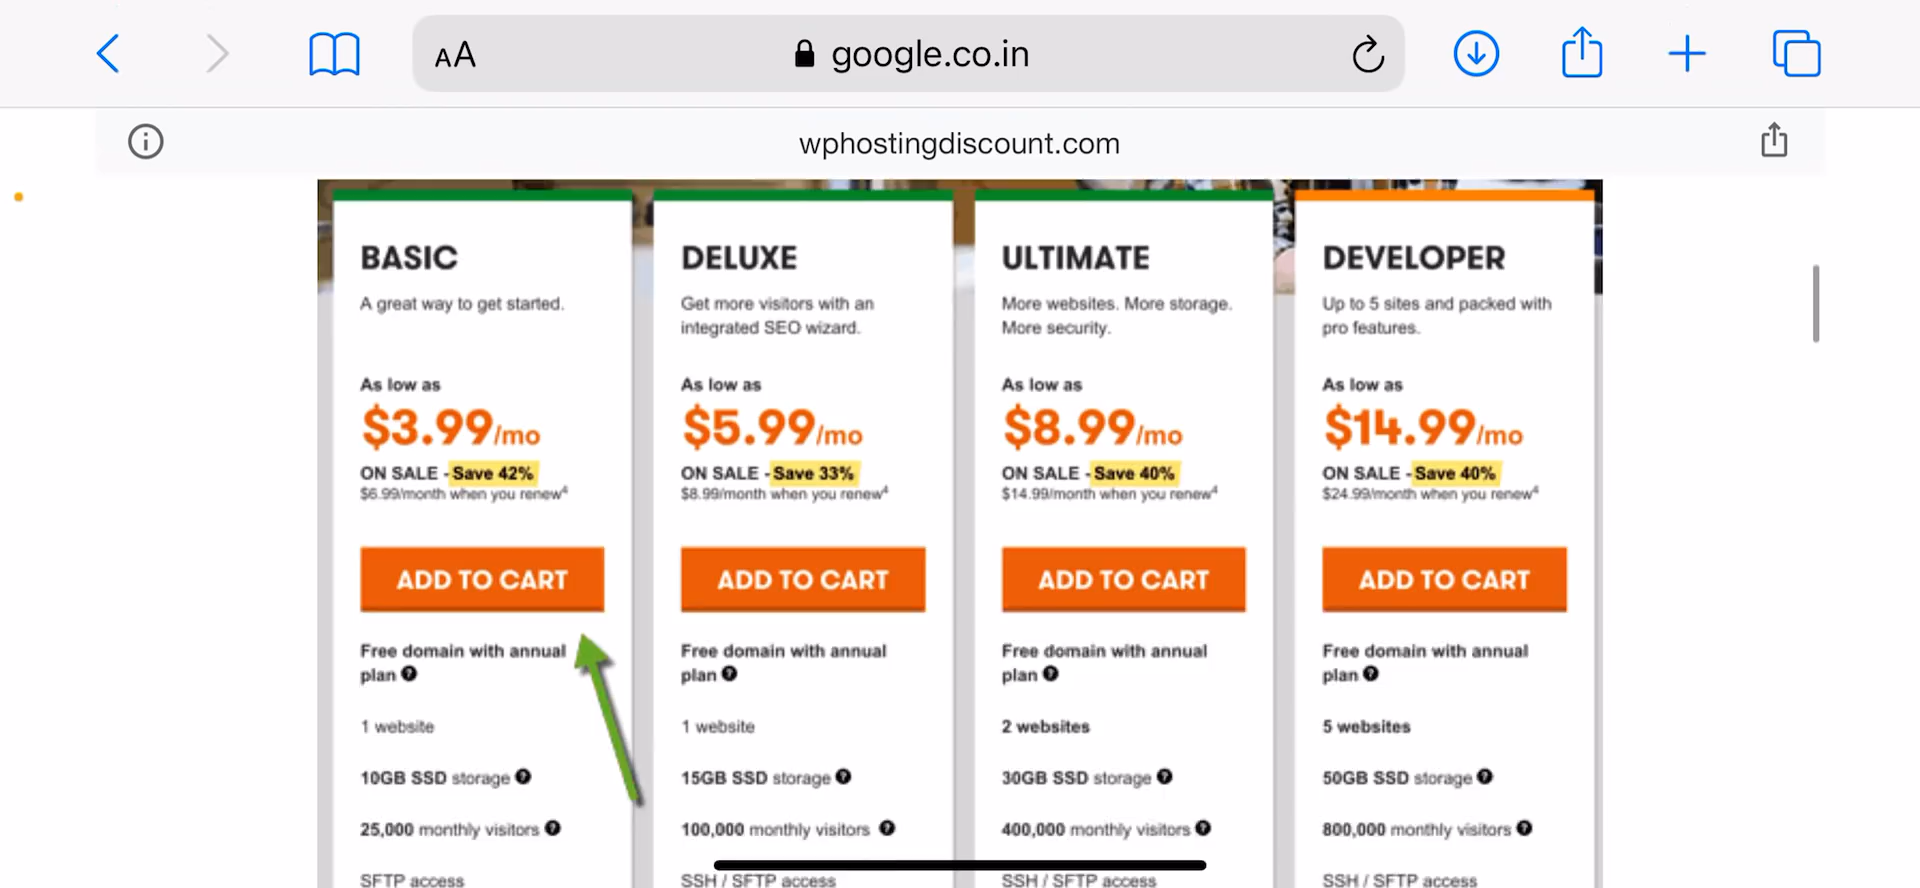 AA google.co.in
wphostingdiscount.com
BASIC
A great way to get started.
As low as
$3.99/mo
ON SALE - Save 42%
$6.99/month when you renew4
ADD TO CART
Free domain with annual
plan ?
1 website
10GB SSD storage ?
25,000 monthly visitors ?
SFTP access
DELUXE
Get more visitors with an
integrated SEO wizard.
As low as
$5.99/mo
ON SALE - Save 33%
$8.99/month when you renew4
ADD TO CART
Free domain with annual
plan ?
1 website
15GB SSD storage ?
100,000 monthly visitors ?
SSH / SFTP access
ULTIMATE
More websites. More storage.
More security.
As low as
$8.99/mo
ON SALE - Save 40%
$14.99/month when you renew4
ADD TO CART
Free domain with annual
plan ?
2 websites
30GB SSD storage ?
400,000 monthly visitors ?
SSH / SFTP access
DEVELOPER
Up to 5 sites and packed with
pro features.
As low as
$14.99/mo
ON SALE - Save 40%
$24.99/month when you renew4
ADD TO CART
Free domain with annual
plan ?
5 websites
50GB SSD storage ?
800,000 monthly visitors ?
SSH / SFTP access